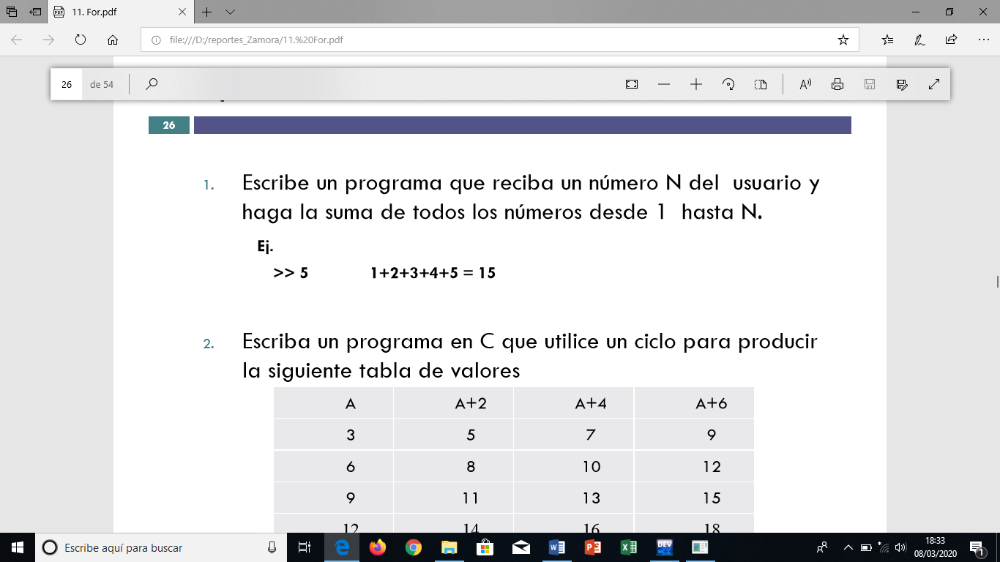 11. For.pdf
file:///D:/reportes_Zamora/11.%20For.pdf
26 de 54
26
1. Escribe un programa que reciba un número N del usuario y
haga la suma de todos los números desde 1 hasta N.
Ej.
>> 5 1+2+3+4+5 = 15
2. Escriba un programa en C que utilice un ciclo para producir
la siguiente tabla de valores
A A+2 A+4 A+6
3 5 7 9
6 8 10 12
9 11 13 15
12 14 16 18
Escribe aquí para buscar
DEV
18:33
08/03/2020
1